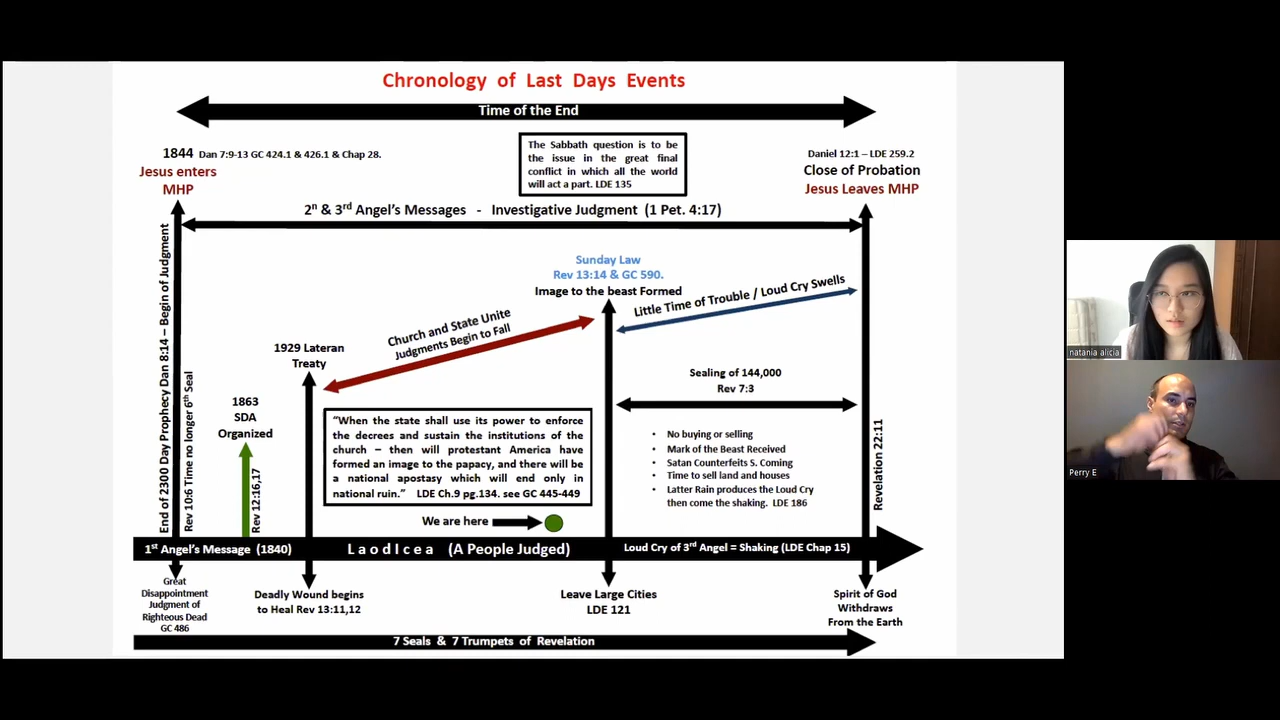 Chronology of Last Days Events
Time of the End
1844 Dan 7:9-13 GC 424.1 & 426.1 & Chap 28.
Jesus enters
MHP
The Sabbath question is to be
the issue in the great final
conflict in which all the world
will act a part. LDE 135
Daniel 12:1 – LDE 259.2
Close of Probation
Jesus Leaves MHP
2ⁿ & 3ʳᵈ Angel's Messages - Investigative Judgment (1 Pet. 4:17)
End of 2300 Day Prophecy Dan 8:14 – Begin of Judgment
Rev 10:6 Time no longer 6ᵗʰ Seal
Sunday Law
Rev 13:14 & GC 590.
Image to the beast Formed
Little Time of Trouble / Loud Cry Swells
Church and State Unite
Judgments Begin to Fall
1929 Lateran
Treaty
Sealing of 144,000
Rev 7:3
1863
SDA
Organized
Rev 12:16,17
"When the state shall use its power to enforce
the decrees and sustain the institutions of the
church – then will protestant America have
formed an image to the papacy, and there will be
a national apostasy which will end only in
national ruin." LDE Ch.9 pg.134. see GC 445-449
• No buying or selling
• Mark of the Beast Received
• Satan Counterfeits S. Coming
• Time to sell land and houses
• Latter Rain produces the Loud Cry
then come the shaking. LDE 186
Revelation 22:11
We are here
1ˢᵗ Angel's Message (1840)
L a o d I c e a (A People Judged)
Loud Cry of 3ʳᵈ Angel = Shaking (LDE Chap 15)
Great
Disappointment
Judgment of
Righteous Dead
GC 486
Deadly Wound begins
to Heal Rev 13:11,12
Leave Large Cities
LDE 121
Spirit of God
Withdraws
From the Earth
7 Seals & 7 Trumpets of Revelation
natania alicia
Perry E